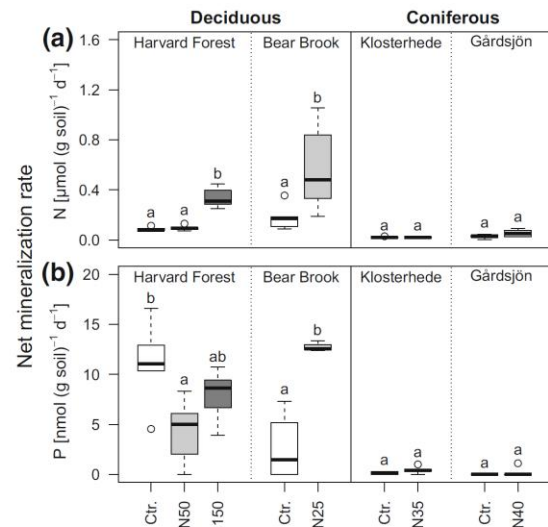 Deciduous Coniferous
(a) Harvard Forest Bear Brook Klosterhede Gårdsjön
Net mineralization rate
N [µmol (g soil)⁻¹ d⁻¹]
1.6
1.2
0.8
0.4
0.0
a a b a b a a a a
(b) Harvard Forest Bear Brook Klosterhede Gårdsjön
P [nmol (g soil)⁻¹ d⁻¹]
20
15
10
5
0
b a ab a b a a a a
Ctr. N50 150 Ctr. N25 Ctr. N35 Ctr. N40